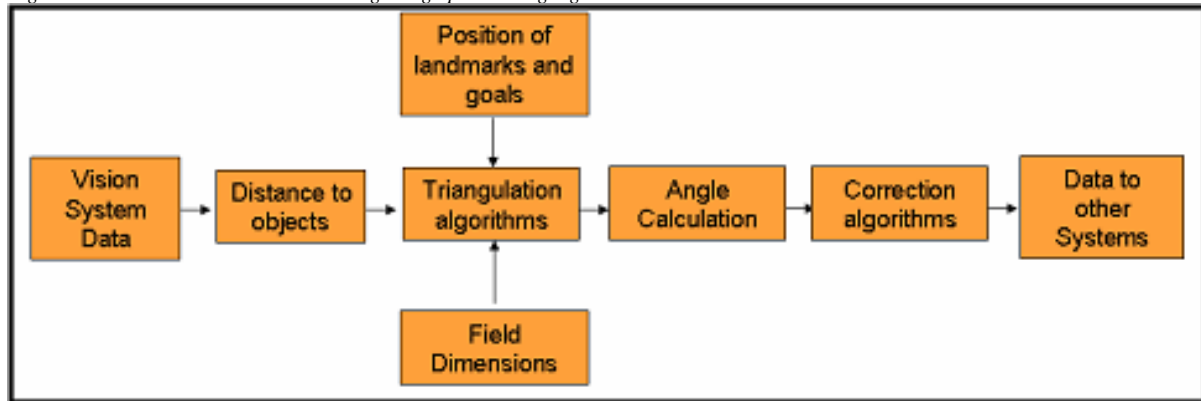 Position of
landmarks and
goals
Vision
System
Data
Distance to
objects
Triangulation
algorithms
Angle
Calculation
Correction
algorithms
Data to
other
Systems
Field
Dimensions